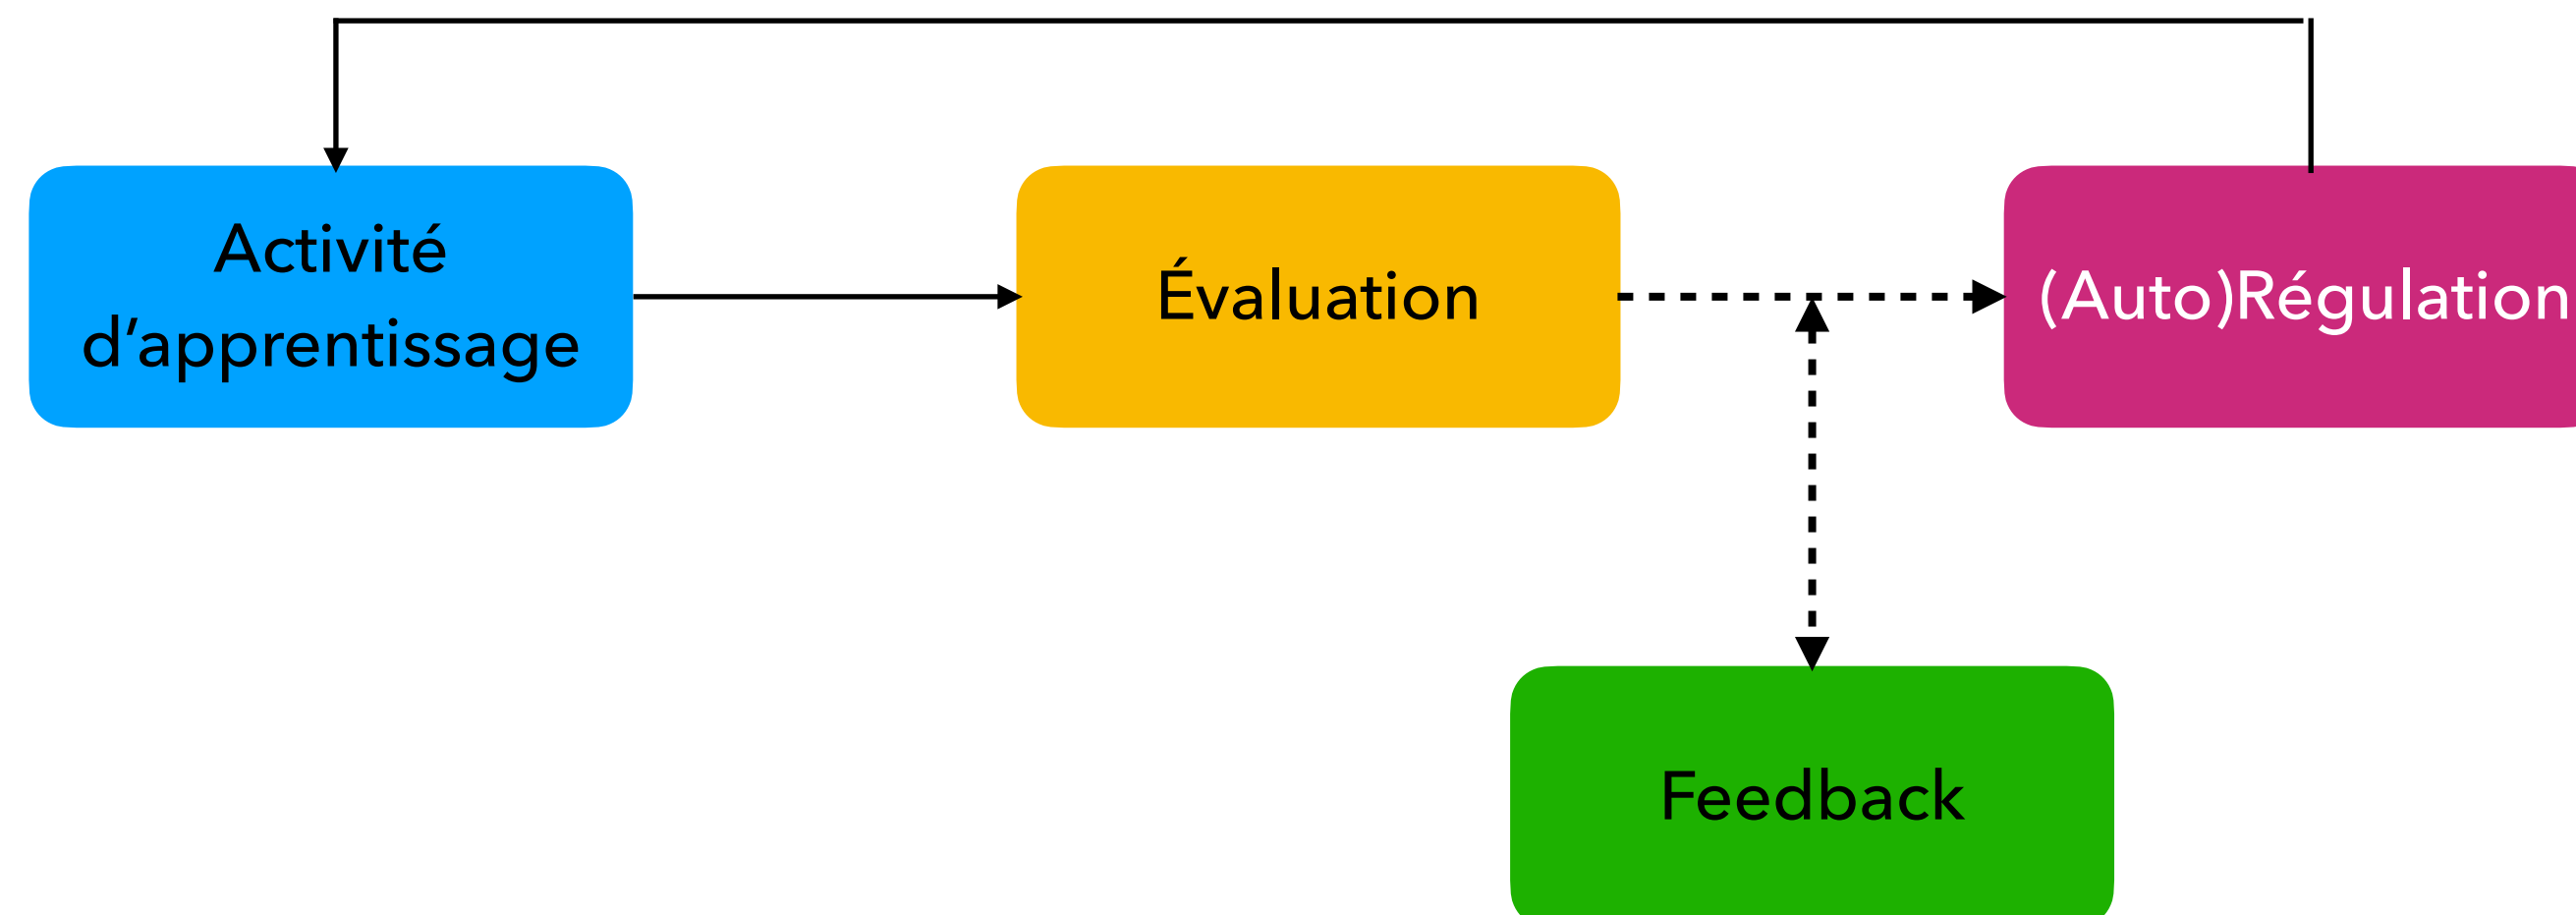 Activité
d’apprentissage
Évaluation
(Auto)Régulation
Feedback